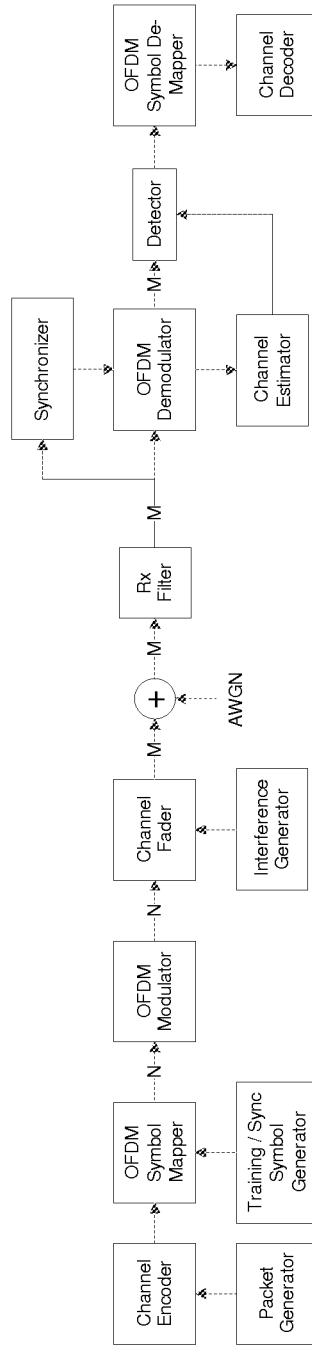 Packet
Generator
Channel
Encoder
Training / Sync
Symbol
Generator
OFDM
Symbol
Mapper
N
OFDM
Modulator
N
Interference
Generator
Channel
Fader
M
AWGN
+
M
Rx
Filter
M
Synchronizer
OFDM
Demodulator
M
Channel
Estimator
Detector
OFDM
Symbol De-
Mapper
Channel
Decoder